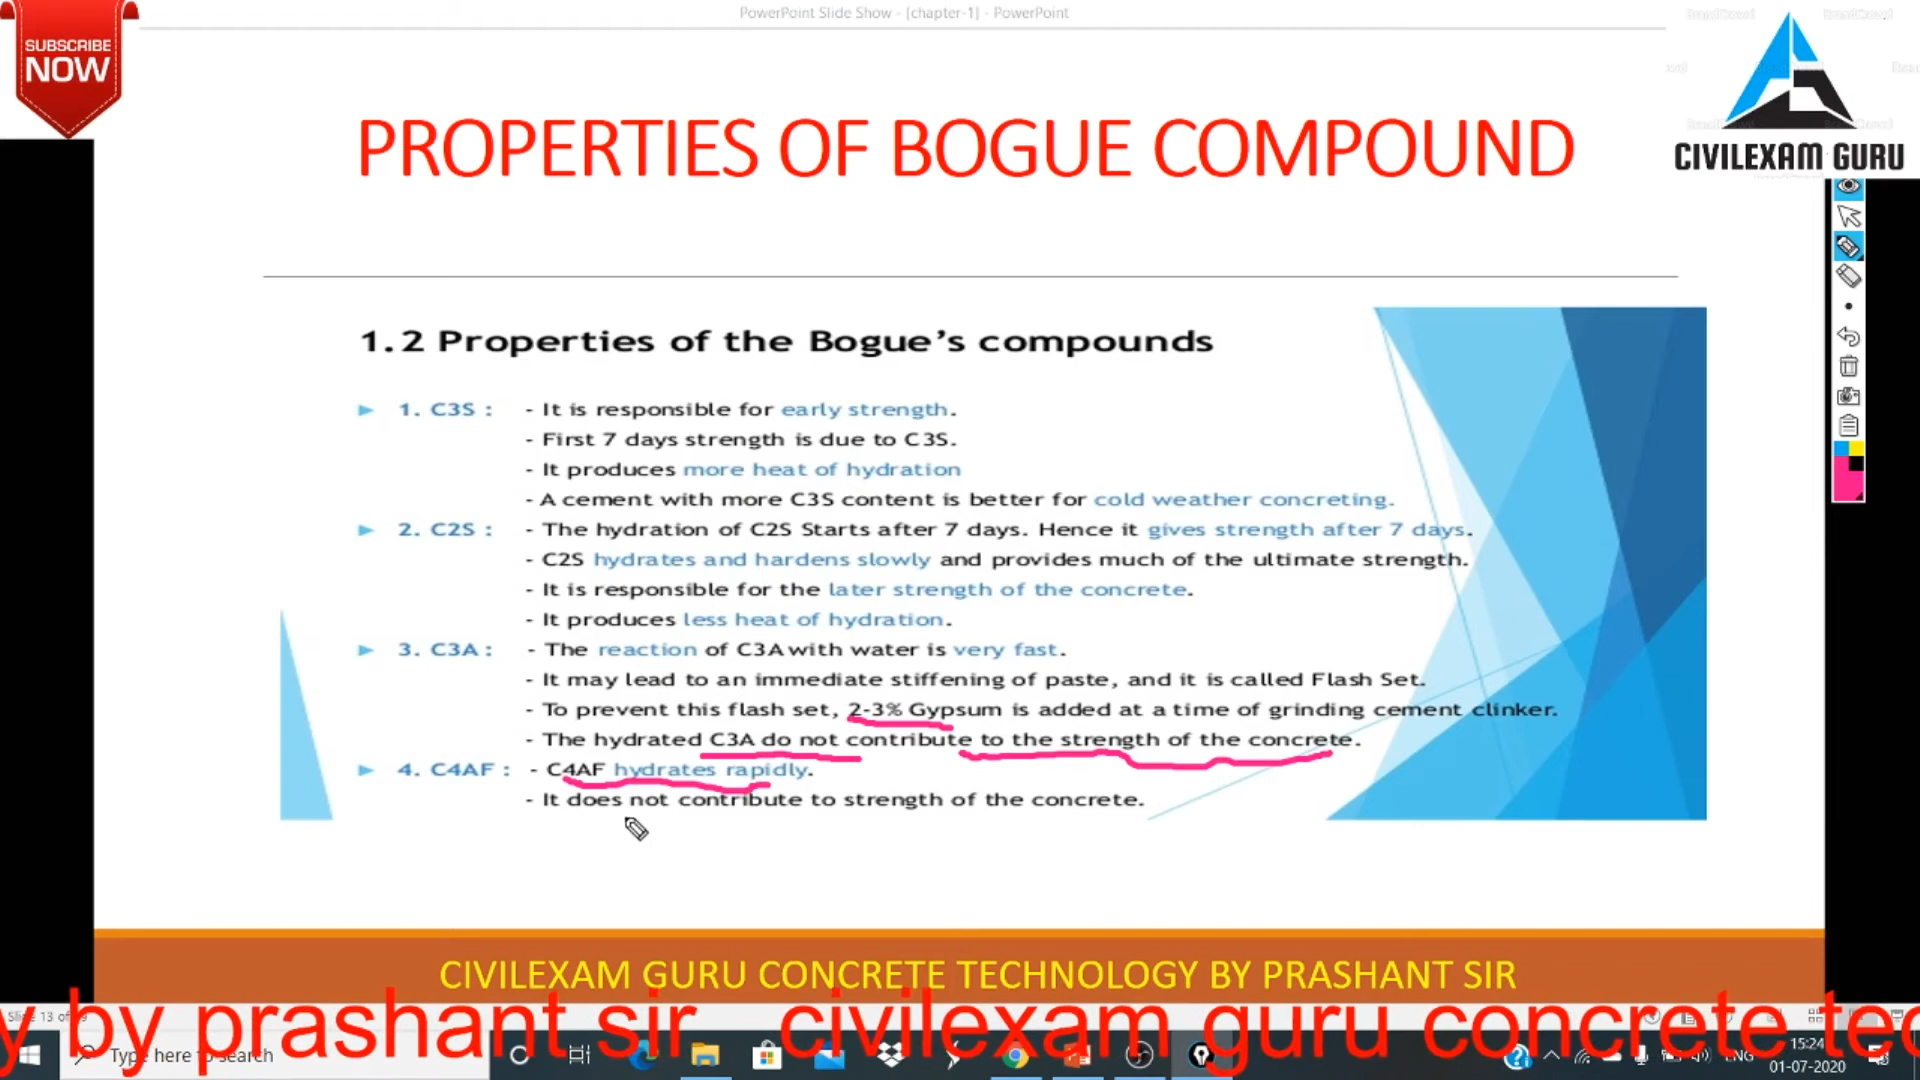 PowerPoint Slide Show - [chapter-1] - PowerPoint
SUBSCRIBE
NOW
CIVILEXAM GURU
PROPERTIES OF BOGUE COMPOUND
1.2 Properties of the Bogue's compounds
1. C3S : - It is responsible for early strength.
- First 7 days strength is due to C3S.
- It produces more heat of hydration
- A cement with more C3S content is better for cold weather concreting.
2. C2S : - The hydration of C2S Starts after 7 days. Hence it gives strength after 7 days.
- C2S hydrates and hardens slowly and provides much of the ultimate strength.
- It is responsible for the later strength of the concrete.
- It produces less heat of hydration.
3. C3A : - The reaction of C3A with water is very fast.
- It may lead to an immediate stiffening of paste, and it is called Flash Set.
- To prevent this flash set, 2-3% Gypsum is added at a time of grinding cement clinker.
- The hydrated C3A do not contribute to the strength of the concrete.
4. C4AF : - C4AF hydrates rapidly.
- It does not contribute to strength of the concrete.
CIVILEXAM GURU CONCRETE TECHNOLOGY BY PRASHANT SIR
y by prashant sir civilexam guru concrete tec
Type here to search
ENG
15:24
01-07-2020